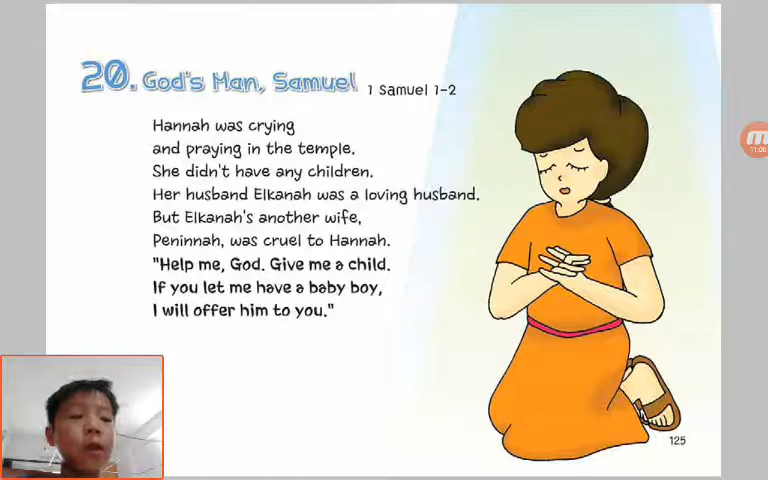 20. God's Man, Samuel 1 Samuel 1-2
Hannah was crying
and praying in the temple.
She didn't have any children.
Her husband Elkanah was a loving husband.
But Elkanah's another wife,
Peninnah, was cruel to Hannah.
"Help me, God. Give me a child.
If you let me have a baby boy,
I will offer him to you."
125